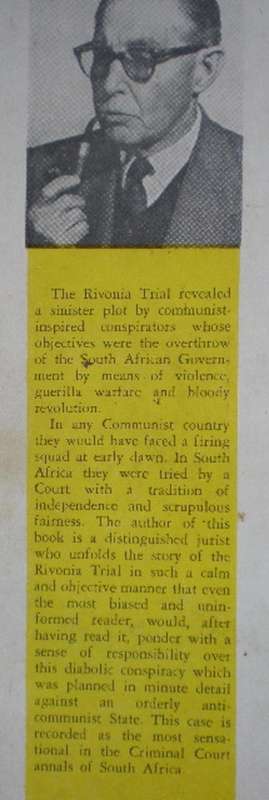 The Rivonia Trial revealed
a sinister plot by communist-
inspired conspirators whose
objectives were the overthrow
of the South African Govern-
ment by means of violence,
guerilla warfare and bloody
revolution.
In any Communist country
they would have faced a firing
squad at early dawn. In South
Africa they were tried by a
Court with a tradition of
independence and scrupulous
fairness. The author of this
book is a distinguished jurist
who unfolds the story of the
Rivonia Trial in such a calm
and objective manner that even
the most biased and unin-
formed reader, would, after
having read it, ponder with a
sense of responsibility over
this diabolic conspiracy which
was planned in minute detail
against an orderly anti-
communist State. This case is
recorded as the most sensa-
tional in the Criminal Court
annals of South Africa.